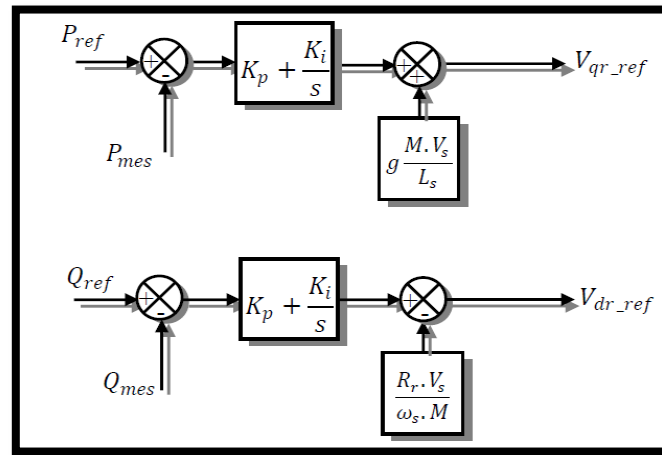 P_ref
+
-
K_p + K_i/s
+
+
V_qr_ref
P_mes
g M.V_s/L_s
Q_ref
+
-
K_p + K_i/s
+
-
V_dr_ref
Q_mes
R_r.V_s/ω_s.M